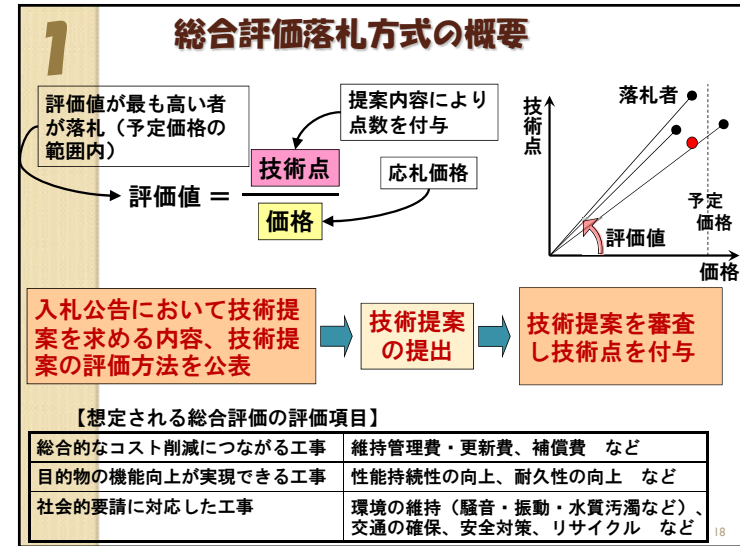 1
総合評価落札方式の概要
評価値が最も高い者
が落札（予定価格の
範囲内）
提案内容により
点数を付与
技術点
評価値 ＝
価格
応札価格
技術点
落札者
予定
価格
評価値
価格
入札公告において技術提
案を求める内容、技術提
案の評価方法を公表
技術提案
の提出
技術提案を審査
し技術点を付与
【想定される総合評価の評価項目】
総合的なコスト削減につながる工事
維持管理費・更新費、補償費　など
目的物の機能向上が実現できる工事
性能持続性の向上、耐久性の向上　など
社会的要請に対応した工事
環境の維持（騒音・振動・水質汚濁など）、
交通の確保、安全対策、リサイクル　など
18